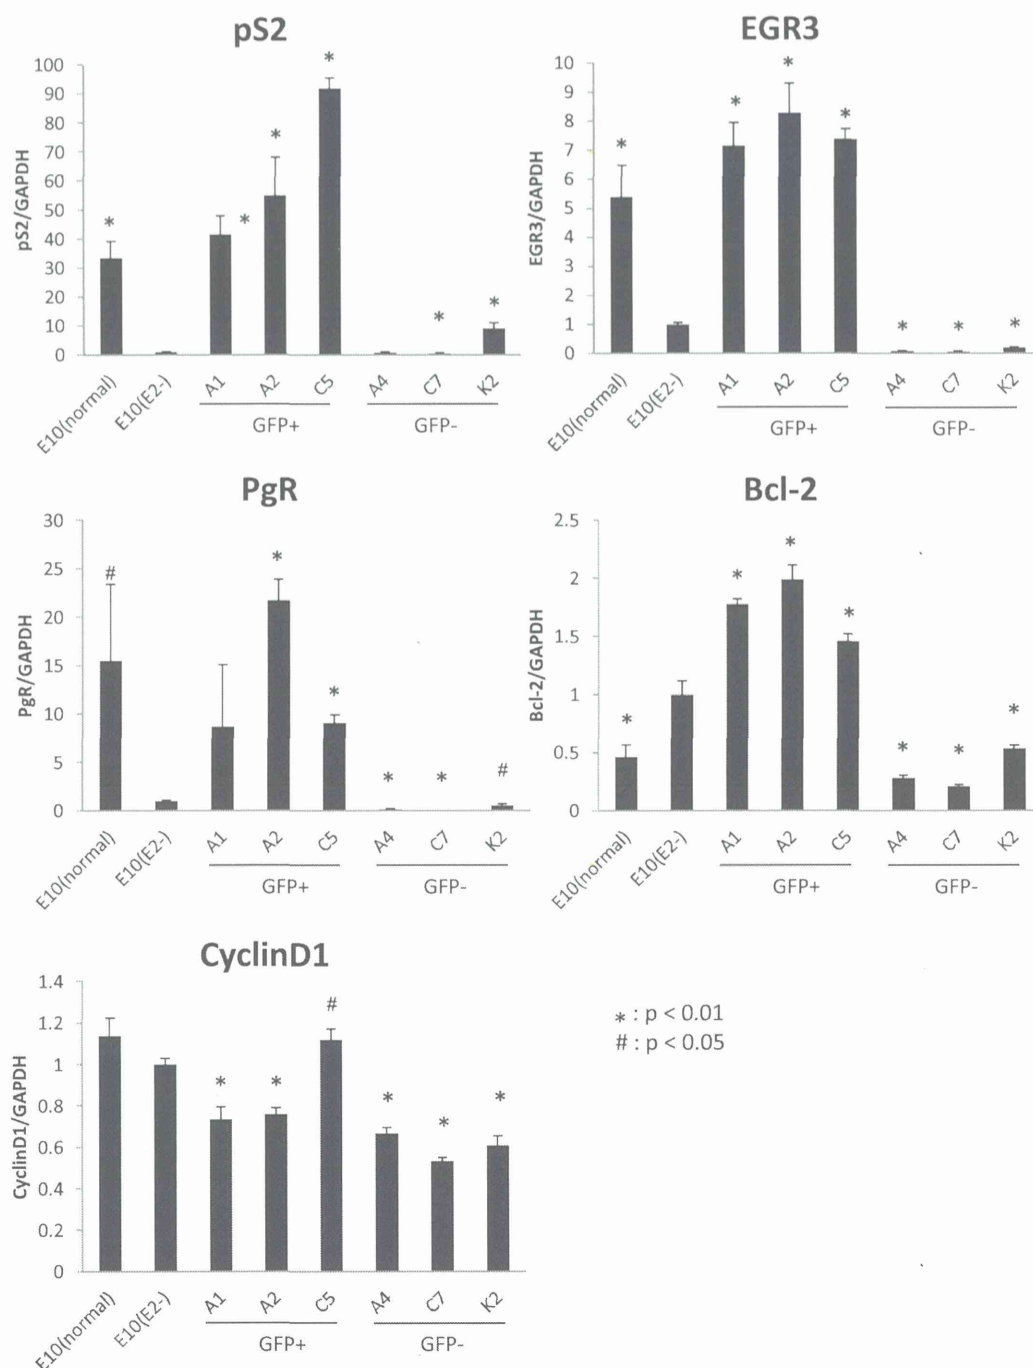 pS2
100
90
80
70
60
50
40
30
20
10
0
pS2/GAPDH
*
*
*
*
*
*
E10(normal)
E10(E2-)
A1
A2
C5
A4
C7
K2
GFP+
GFP-
EGR3
10
9
8
7
6
5
4
3
2
1
0
EGR3/GAPDH
*
*
*
*
*
*
*
E10(normal)
E10(E2-)
A1
A2
C5
A4
C7
K2
GFP+
GFP-
PgR
30
25
20
15
10
5
0
PgR/GAPDH
#
*
*
*
*
#
E10(normal)
E10(E2-)
A1
A2
C5
A4
C7
K2
GFP+
GFP-
Bcl-2
2.5
2
1.5
1
0.5
0
Bcl-2/GAPDH
*
*
*
*
*
*
*
E10(normal)
E10(E2-)
A1
A2
C5
A4
C7
K2
GFP+
GFP-
CyclinD1
1.4
1.2
1
0.8
0.6
0.4
0.2
0
CyclinD1/GAPDH
*
*
#
*
*
*
E10(normal)
E10(E2-)
A1
A2
C5
A4
C7
K2
GFP+
GFP-
* : p < 0.01
# : p < 0.05